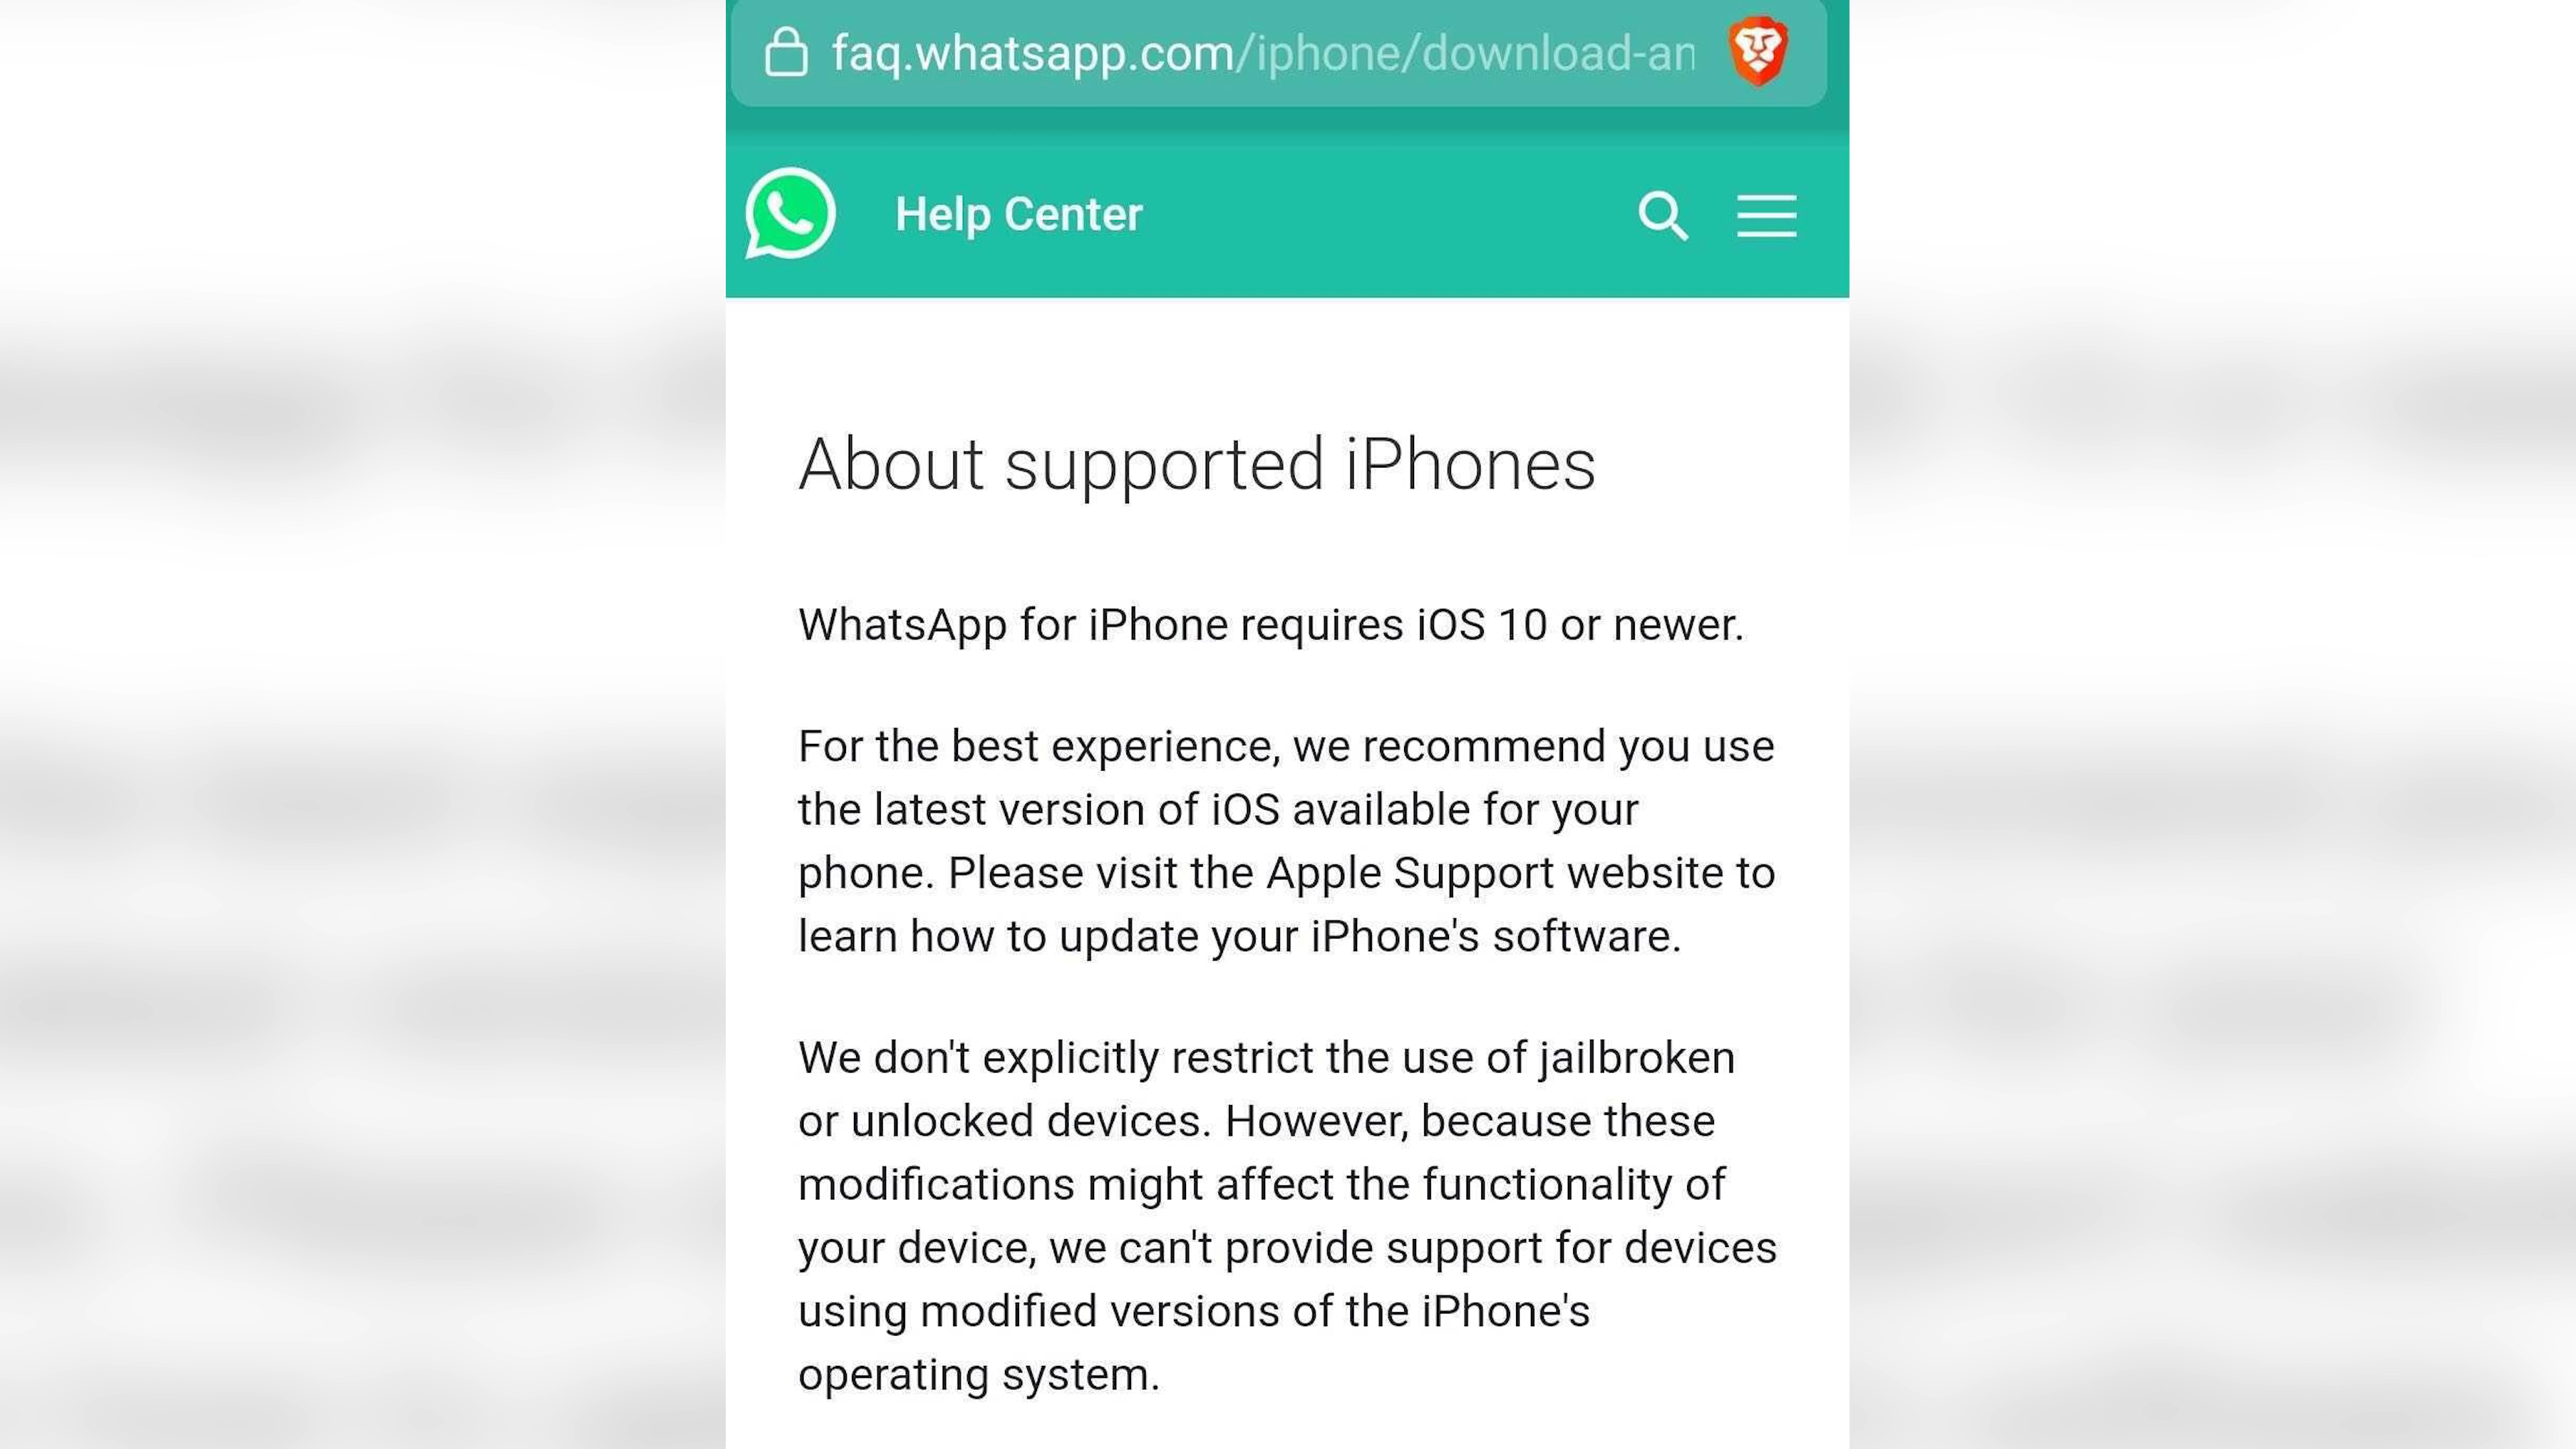 faq.whatsapp.com/iphone/download-an
Help Center
About supported iPhones
WhatsApp for iPhone requires iOS 10 or newer.
For the best experience, we recommend you use
the latest version of iOS available for your
phone. Please visit the Apple Support website to
learn how to update your iPhone's software.
We don't explicitly restrict the use of jailbroken
or unlocked devices. However, because these
modifications might affect the functionality of
your device, we can't provide support for devices
using modified versions of the iPhone's
operating system.